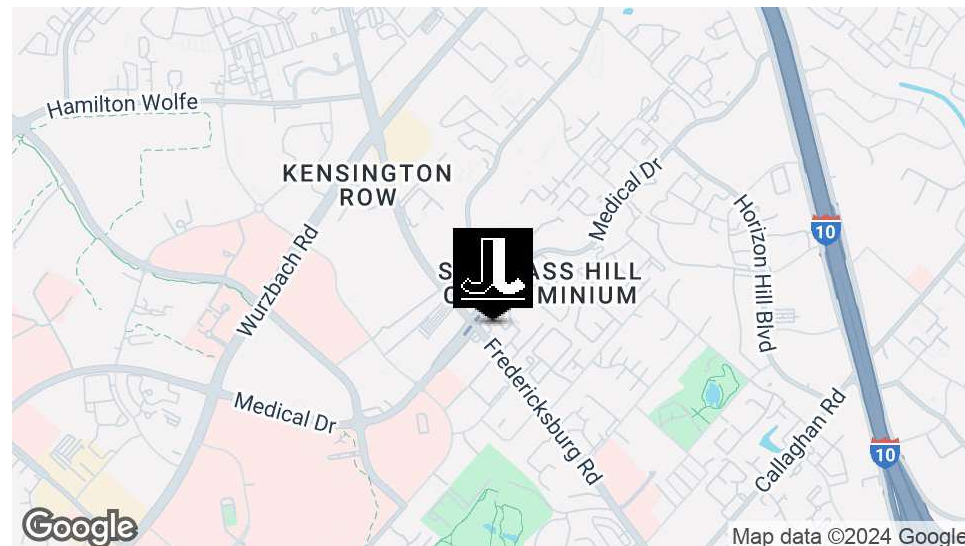 Hamilton Wolfe
KENSINGTON
ROW
Medical Dr
Horizon Hill Blvd
10
Wurzbach Rd
ASS HILL
MINIUM
Fredericksburg Rd
Medical Dr
Callaghan Rd
10
Google
Map data ©2024 Google